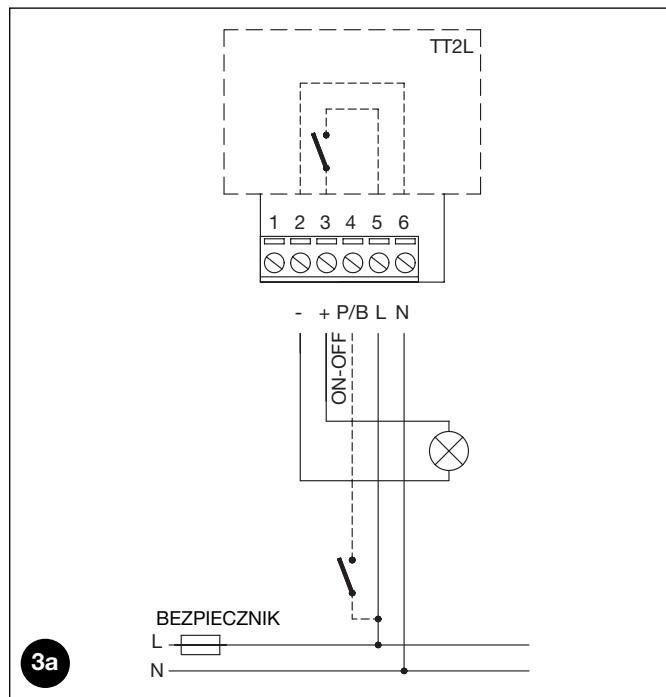 TT2L
1 2 3 4 5 6
- + P/B L N
ON-OFF
BEZPIECZNIK
L
N
3a